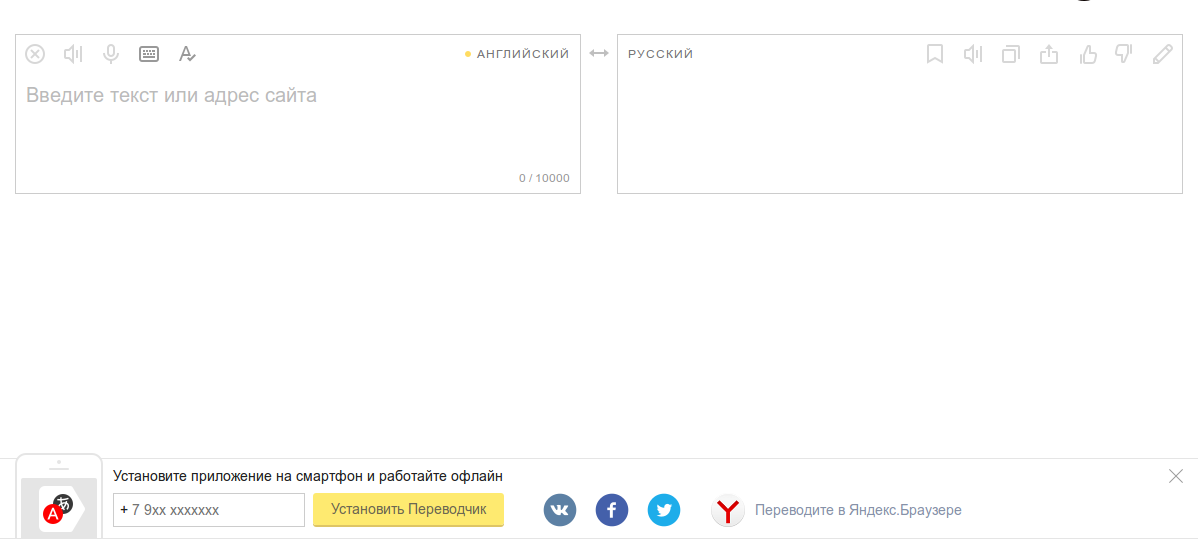 АНГЛИЙСКИЙ
РУССКИЙ
Введите текст или адрес сайта
0 / 10000
Установите приложение на смартфон и работайте офлайн
+ 7 9xx xxxxxxx
Установить Переводчик
Переводите в Яндекс.Браузере